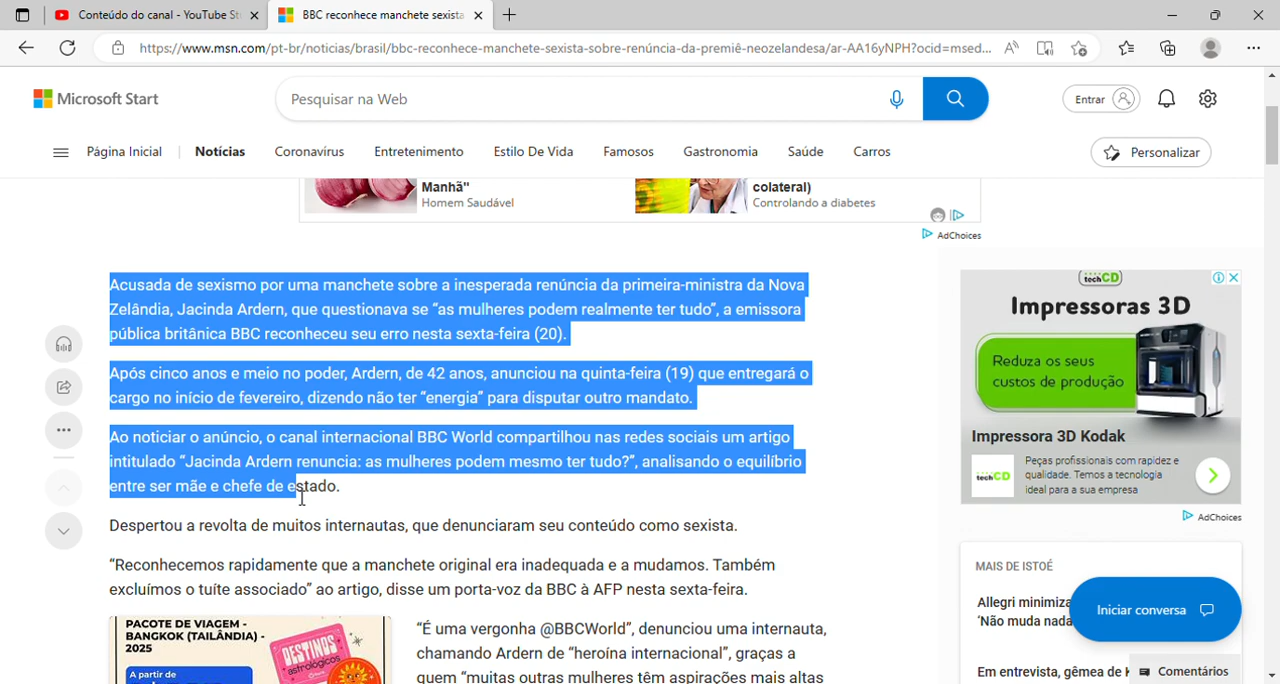 Conteúdo do canal - YouTube St
BBC reconhece manchete sexista
https://www.msn.com/pt-br/noticias/brasil/bbc-reconhece-manchete-sexista-sobre-renúncia-da-premiê-neozelandesa/ar-AA16yNPH?ocid=msed...
Microsoft Start
Pesquisar na Web
Entrar
Página Inicial
Notícias
Coronavírus
Entretenimento
Estilo De Vida
Famosos
Gastronomia
Saúde
Carros
Personalizar
Manhã"
Homem Saudável
colateral)
Controlando a diabetes
AdChoices
Acusada de sexismo por uma manchete sobre a inesperada renúncia da primeira-ministra da Nova
Zelândia, Jacinda Ardern, que questionava se “as mulheres podem realmente ter tudo”, a emissora
pública britânica BBC reconheceu seu erro nesta sexta-feira (20).
Após cinco anos e meio no poder, Ardern, de 42 anos, anunciou na quinta-feira (19) que entregará o
cargo no início de fevereiro, dizendo não ter “energia” para disputar outro mandato.
Ao noticiar o anúncio, o canal internacional BBC World compartilhou nas redes sociais um artigo
intitulado “Jacinda Ardern renuncia: as mulheres podem mesmo ter tudo?”, analisando o equilíbrio
entre ser mãe e chefe de estado.
Despertou a revolta de muitos internautas, que denunciaram seu conteúdo como sexista.
“Reconhecemos rapidamente que a manchete original era inadequada e a mudamos. Também
excluímos o tuíte associado” ao artigo, disse um porta-voz da BBC à AFP nesta sexta-feira.
PACOTE DE VIAGEM -
BANGKOK (TAILÂNDIA) -
2025
A partir de
DESTINOS
astrológicos
“É uma vergonha @BBCWorld”, denunciou uma internauta,
chamando Ardern de “heroína internacional”, graças a
quem “muitas outras mulheres têm aspirações mais altas
techCD
Impressoras 3D
Reduza os seus
custos de produção
Impressora 3D Kodak
techCD
Peças profissionais com rapidez e
qualidade. Temos a tecnologia
ideal para a sua empresa
AdChoices
MAIS DE ISTOÉ
Allegri minimiza
'Não muda nada
Iniciar conversa
Em entrevista, gêmea de
Comentários